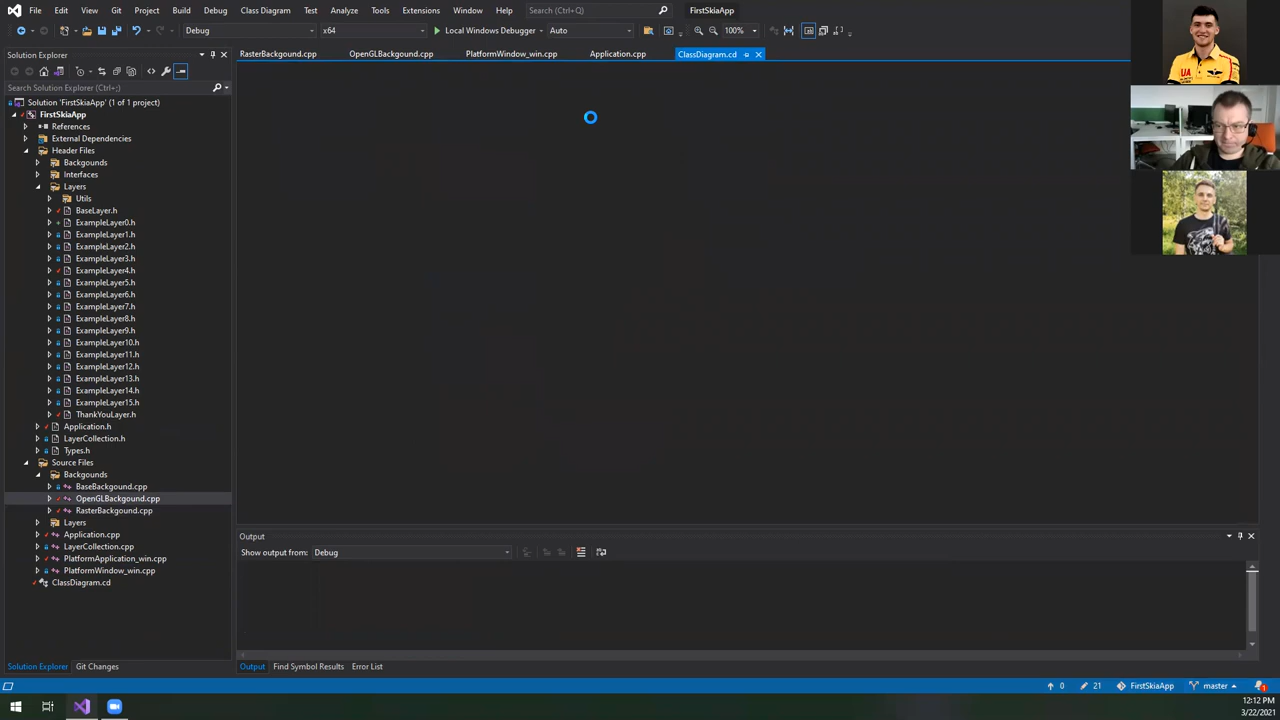 File Edit View Git Project Build Debug Class Diagram Test Analyze Tools Extensions Window Help Search (Ctrl+Q) FirstSkiaApp
Debug x64 Local Windows Debugger Auto 100%
Solution Explorer
RasterBackgound.cpp OpenGLBackgound.cpp PlatformWindow_win.cpp Application.cpp ClassDiagram.cd
Search Solution Explorer (Ctrl+;)
Solution 'FirstSkiaApp' (1 of 1 project)
FirstSkiaApp
References
External Dependencies
Header Files
Backgounds
Interfaces
Layers
Utils
BaseLayer.h
ExampleLayer0.h
ExampleLayer1.h
ExampleLayer2.h
ExampleLayer3.h
ExampleLayer4.h
ExampleLayer5.h
ExampleLayer6.h
ExampleLayer7.h
ExampleLayer8.h
ExampleLayer9.h
ExampleLayer10.h
ExampleLayer11.h
ExampleLayer12.h
ExampleLayer13.h
ExampleLayer14.h
ExampleLayer15.h
ThankYouLayer.h
Application.h
LayerCollection.h
Types.h
Source Files
Backgounds
BaseBackgound.cpp
OpenGLBackgound.cpp
RasterBackgound.cpp
Layers
Application.cpp
LayerCollection.cpp
PlatformApplication_win.cpp
PlatformWindow_win.cpp
ClassDiagram.cd
Output
Show output from: Debug
Solution Explorer Git Changes
Output Find Symbol Results Error List
0 21 FirstSkiaApp master 1
12:12 PM
3/22/2021
UA